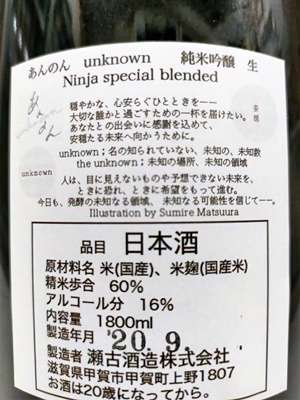 あんのん unknown 純米吟醸 生
Ninja special blended
あんのん
安穏
穏やかな、心安らぐひとときを――
大切な誰かと過ごすための一杯を届けたい。
あなたとの出会いに感謝を込めて、
安穏たる未来へ向かうために。
unknown
unknown；名の知られていない、未知の、未知数
the unknown；未知の場所、未知の領域
人は、目に見えないものや予想できない未来を、
ときに恐れ、ときに希望をもって進む。
今日も、発酵の未知なる領域、未知なる可能性を信じて――。
Illustration by Sumire Matsuura
品目 日本酒
原材料名 米(国産)、米麹(国産米)
精米歩合 60%
アルコール分 16%
内容量 1800ml
製造年月 '20. 9.
製造者 瀬古酒造株式会社
滋賀県甲賀市甲賀町上野1807
お酒は20歳になってから。